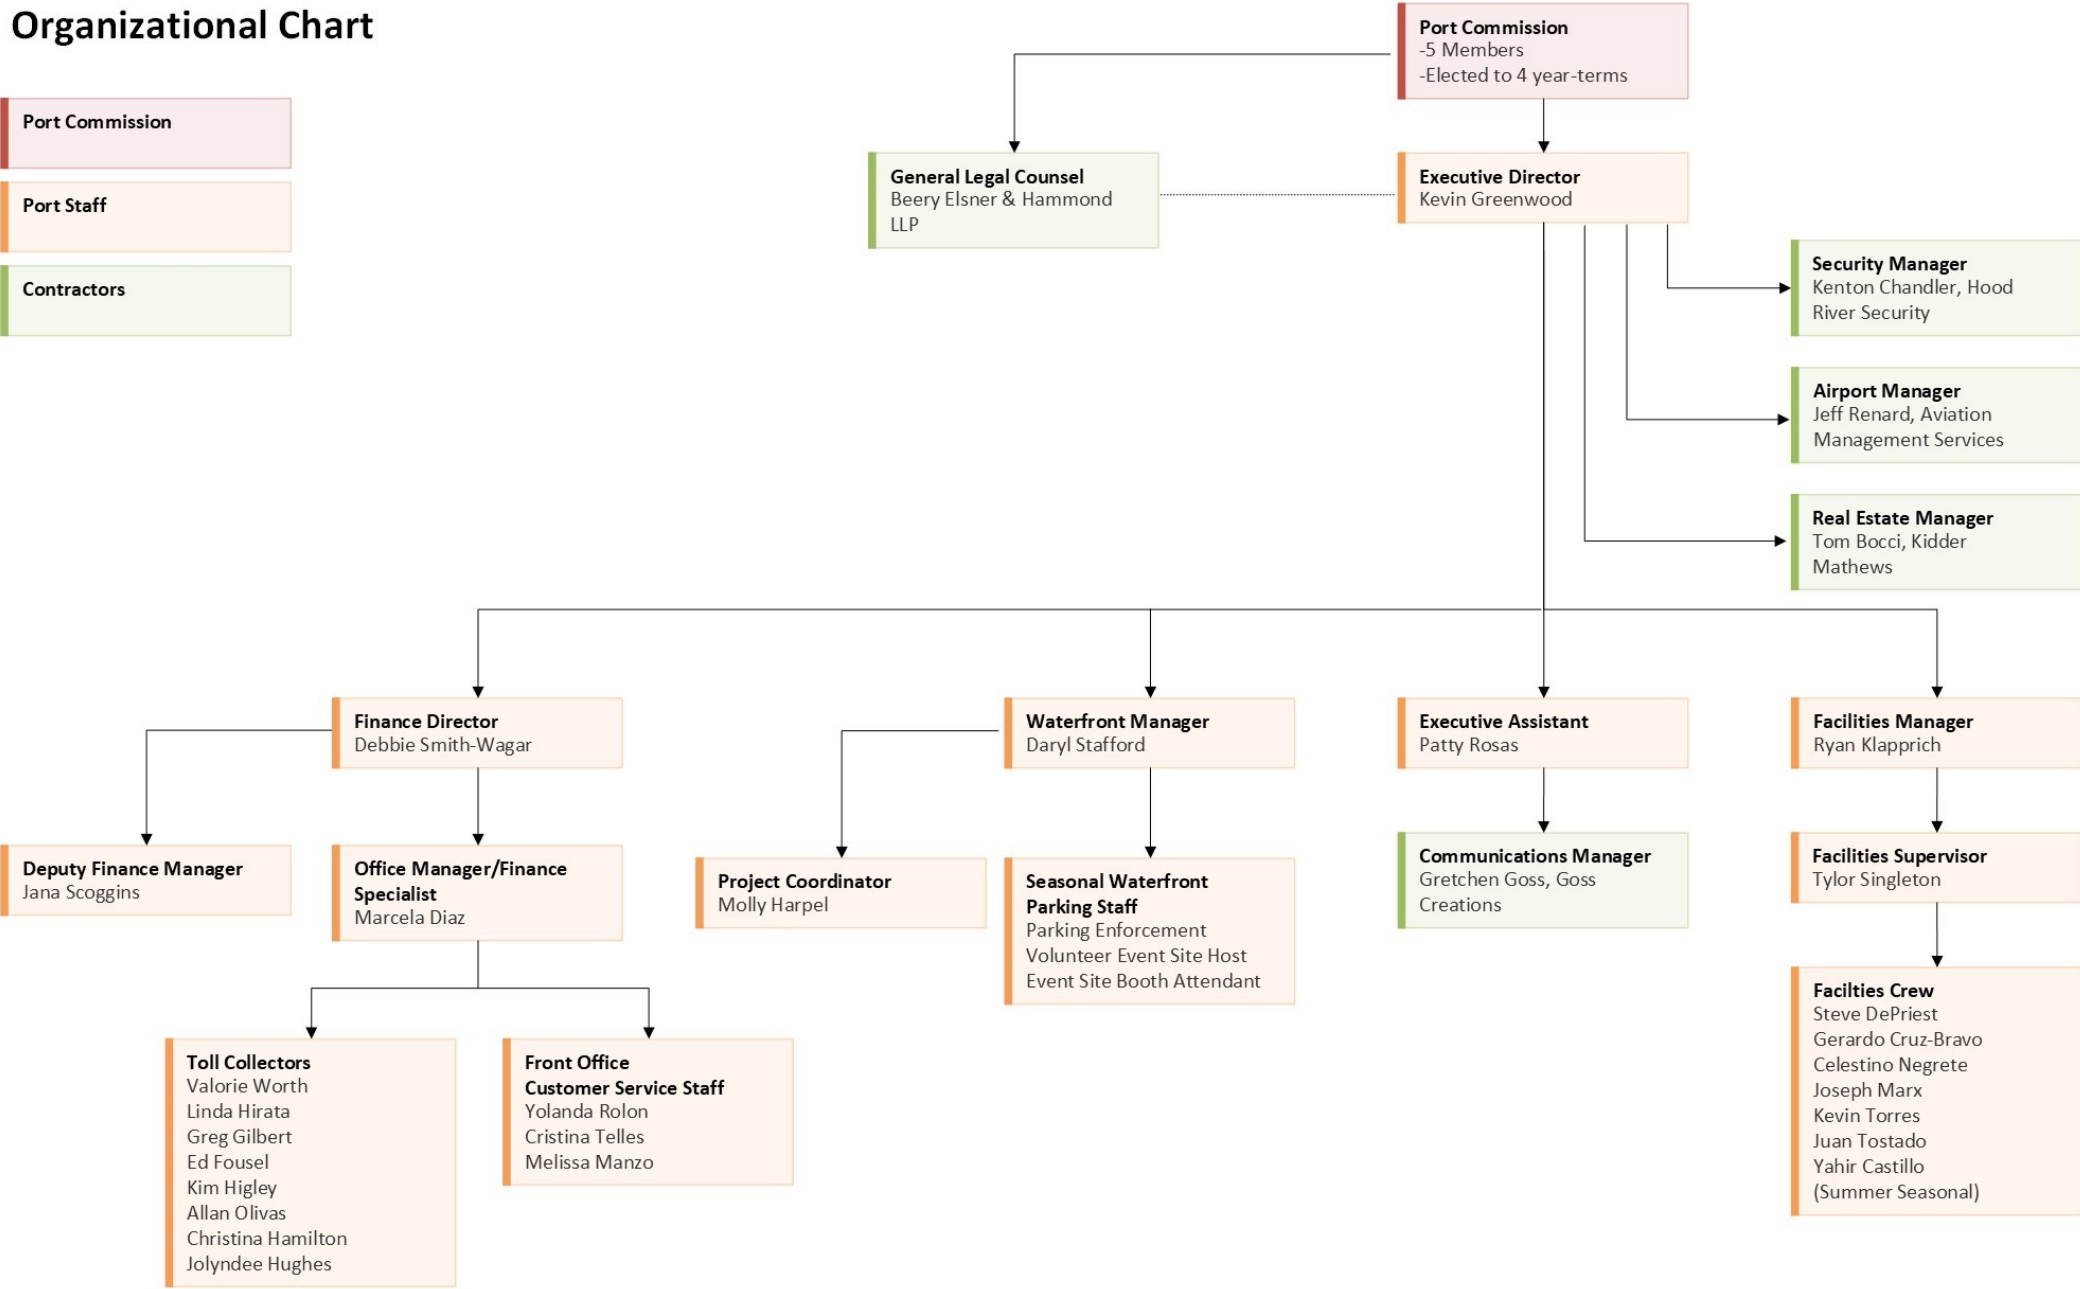 Organizational Chart
Port Commission
Port Staff
Contractors
Port Commission
-5 Members
-Elected to 4 year-terms
General Legal Counsel
Beery Elsner & Hammond
LLP
Executive Director
Kevin Greenwood
Security Manager
Kenton Chandler, Hood
River Security
Airport Manager
Jeff Renard, Aviation
Management Services
Real Estate Manager
Tom Bocci, Kidder
Mathews
Finance Director
Debbie Smith-Wagar
Waterfront Manager
Daryl Stafford
Executive Assistant
Patty Rosas
Facilities Manager
Ryan Klapprich
Deputy Finance Manager
Jana Scoggins
Office Manager/Finance
Specialist
Marcela Diaz
Project Coordinator
Molly Harpel
Seasonal Waterfront
Parking Staff
Parking Enforcement
Volunteer Event Site Host
Event Site Booth Attendant
Communications Manager
Gretchen Goss, Goss
Creations
Facilities Supervisor
Tylor Singleton
Toll Collectors
Valorie Worth
Linda Hirata
Greg Gilbert
Ed Fousel
Kim Higley
Allan Olivas
Christina Hamilton
Jolyndee Hughes
Front Office
Customer Service Staff
Yolanda Rolon
Cristina Telles
Melissa Manzo
Facilties Crew
Steve DePriest
Gerardo Cruz-Bravo
Celestino Negrete
Joseph Marx
Kevin Torres
Juan Tostado
Yahir Castillo
(Summer Seasonal)